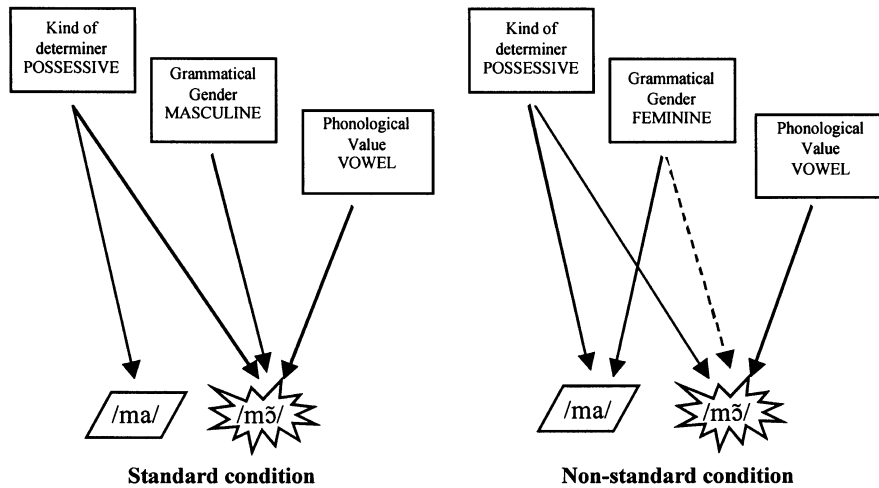 Kind of
determiner
POSSESSIVE
Grammatical
Gender
MASCULINE
Phonological
Value
VOWEL
/ma/
/mɔ̃/
Standard condition
Kind of
determiner
POSSESSIVE
Grammatical
Gender
FEMININE
Phonological
Value
VOWEL
/ma/
/mɔ̃/
Non-standard condition